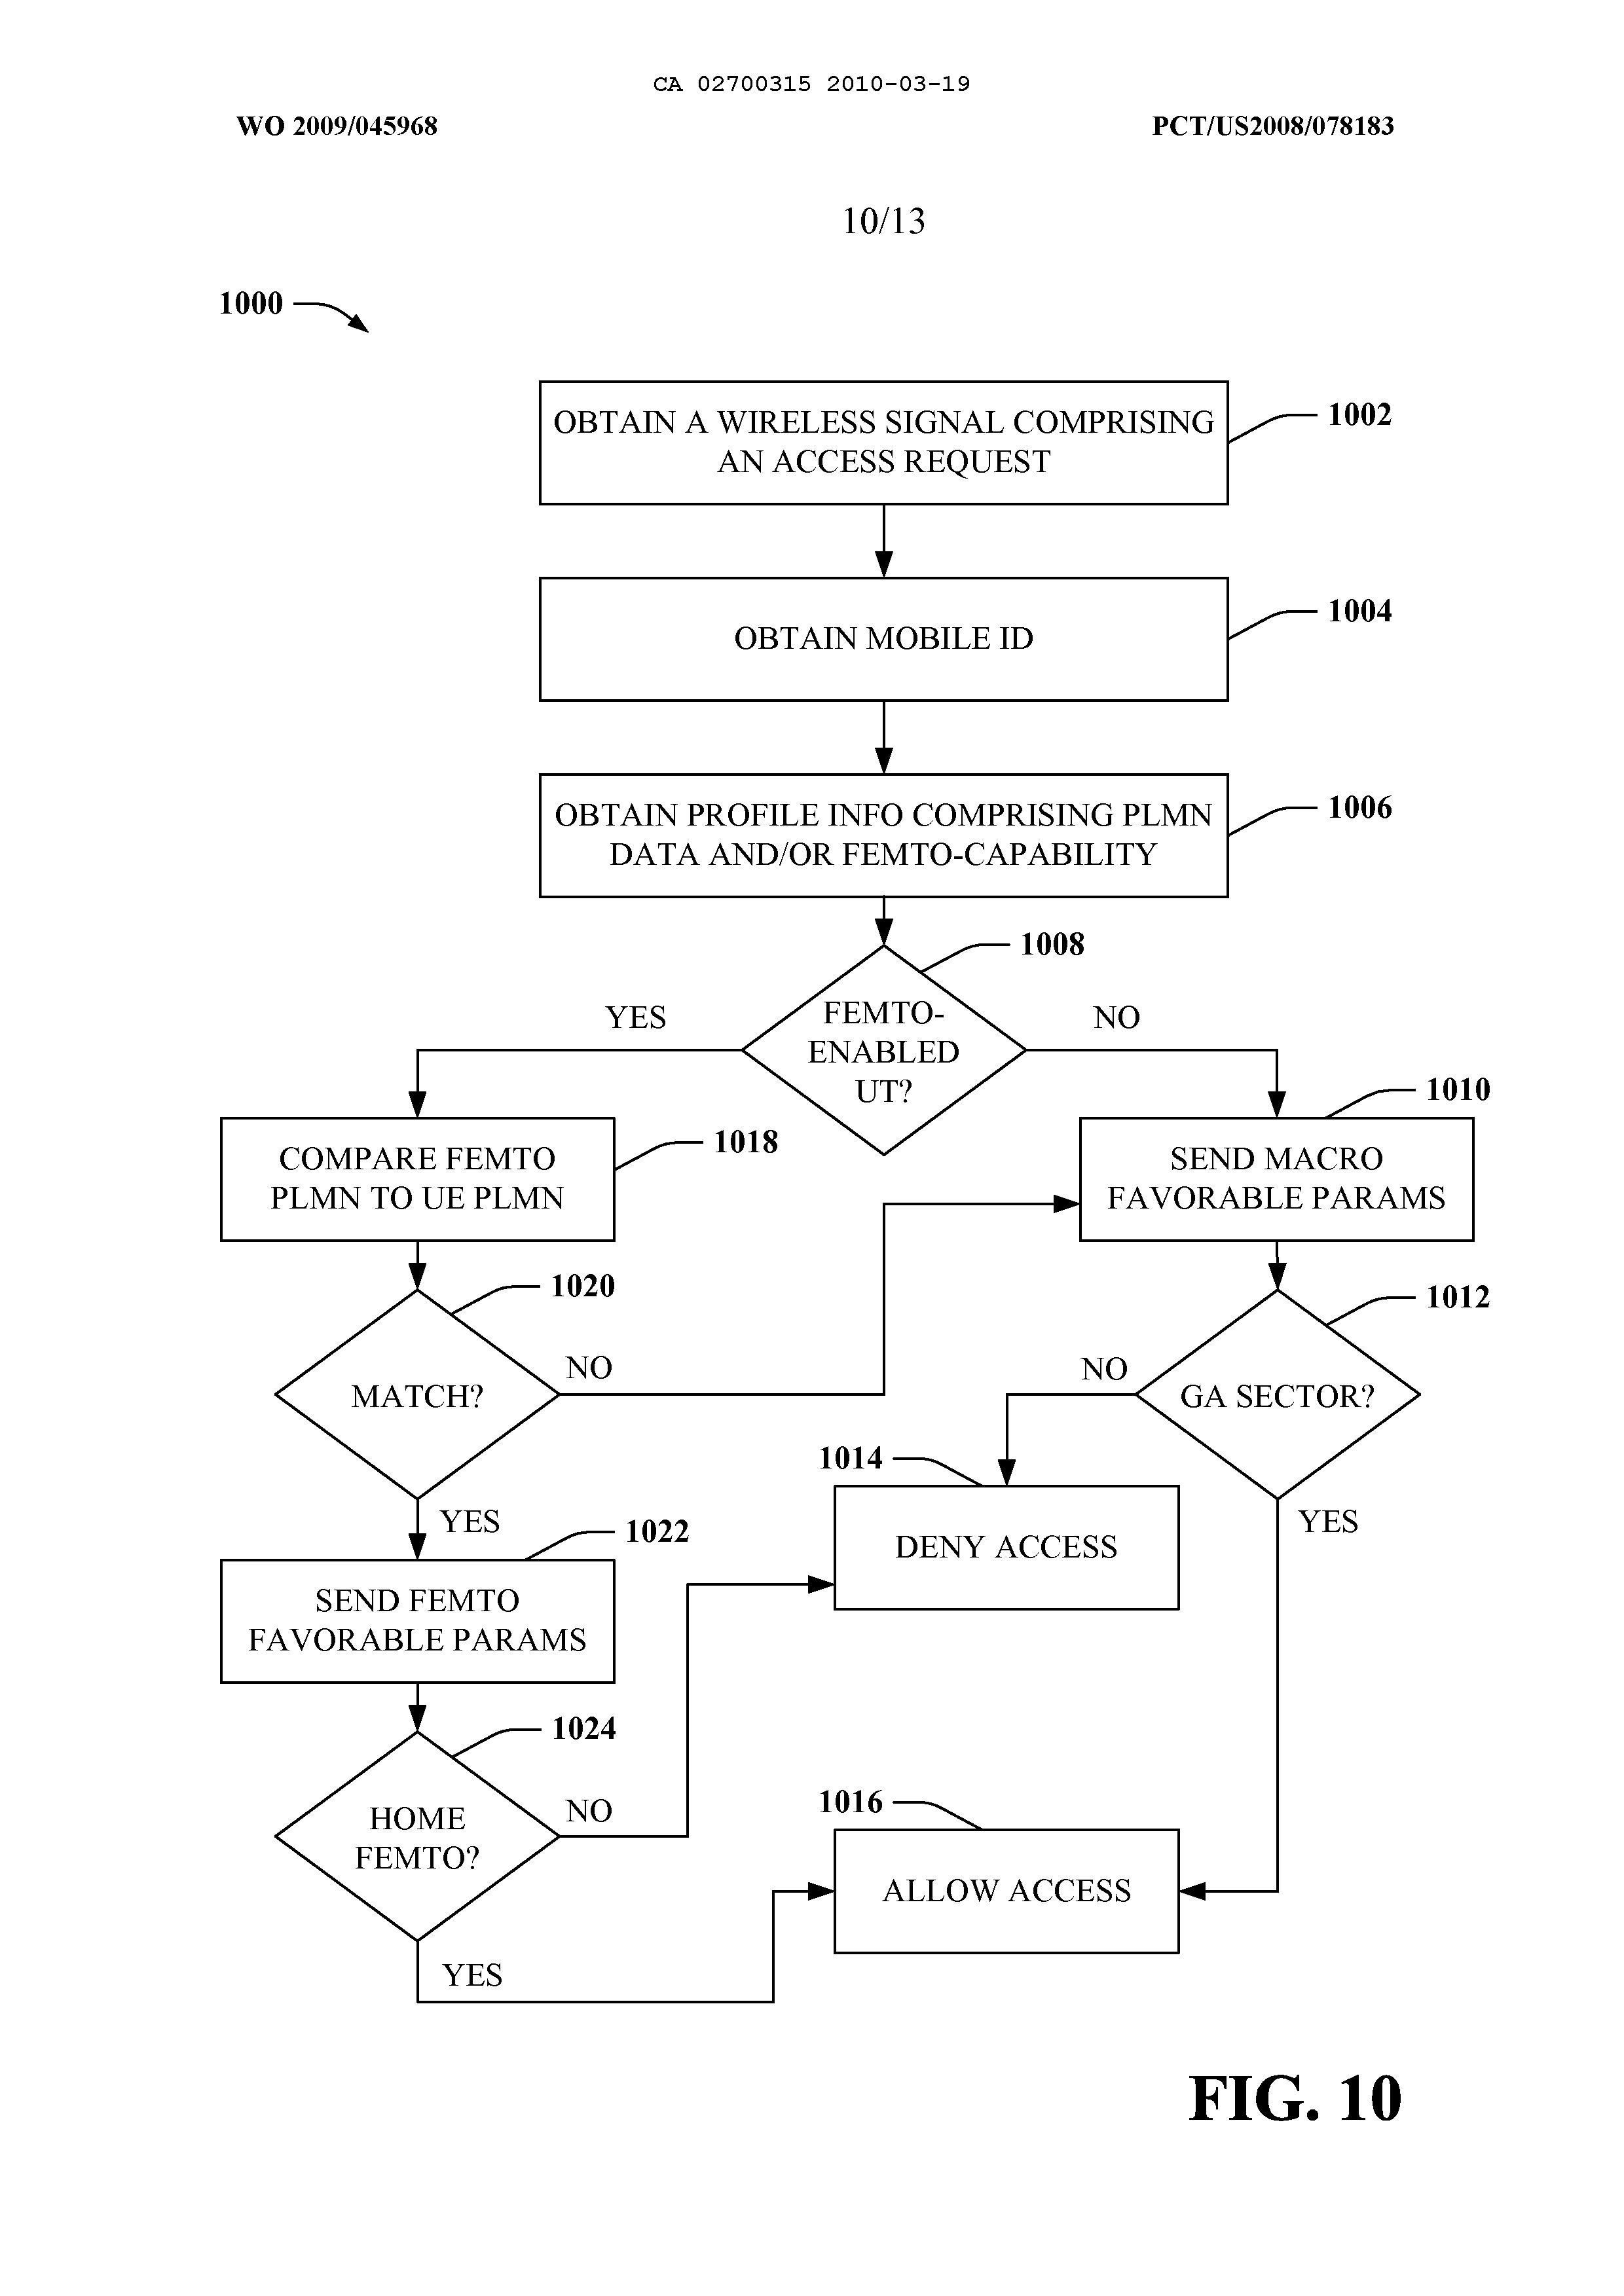 CA 02700315 2010-03-19
WO 2009/045968
PCT/US2008/078183
10/13
1000
OBTAIN A WIRELESS SIGNAL COMPRISING
AN ACCESS REQUEST
1002
OBTAIN MOBILE ID
1004
OBTAIN PROFILE INFO COMPRISING PLMN
DATA AND/OR FEMTO-CAPABILITY
1006
1008
FEMTO-
ENABLED
UT?
YES
NO
1010
SEND MACRO
FAVORABLE PARAMS
COMPARE FEMTO
PLMN TO UE PLMN
1018
1020
MATCH?
NO
YES
1012
GA SECTOR?
NO
YES
1014
DENY ACCESS
1022
SEND FEMTO
FAVORABLE PARAMS
1024
HOME
FEMTO?
NO
YES
1016
ALLOW ACCESS
FIG. 10